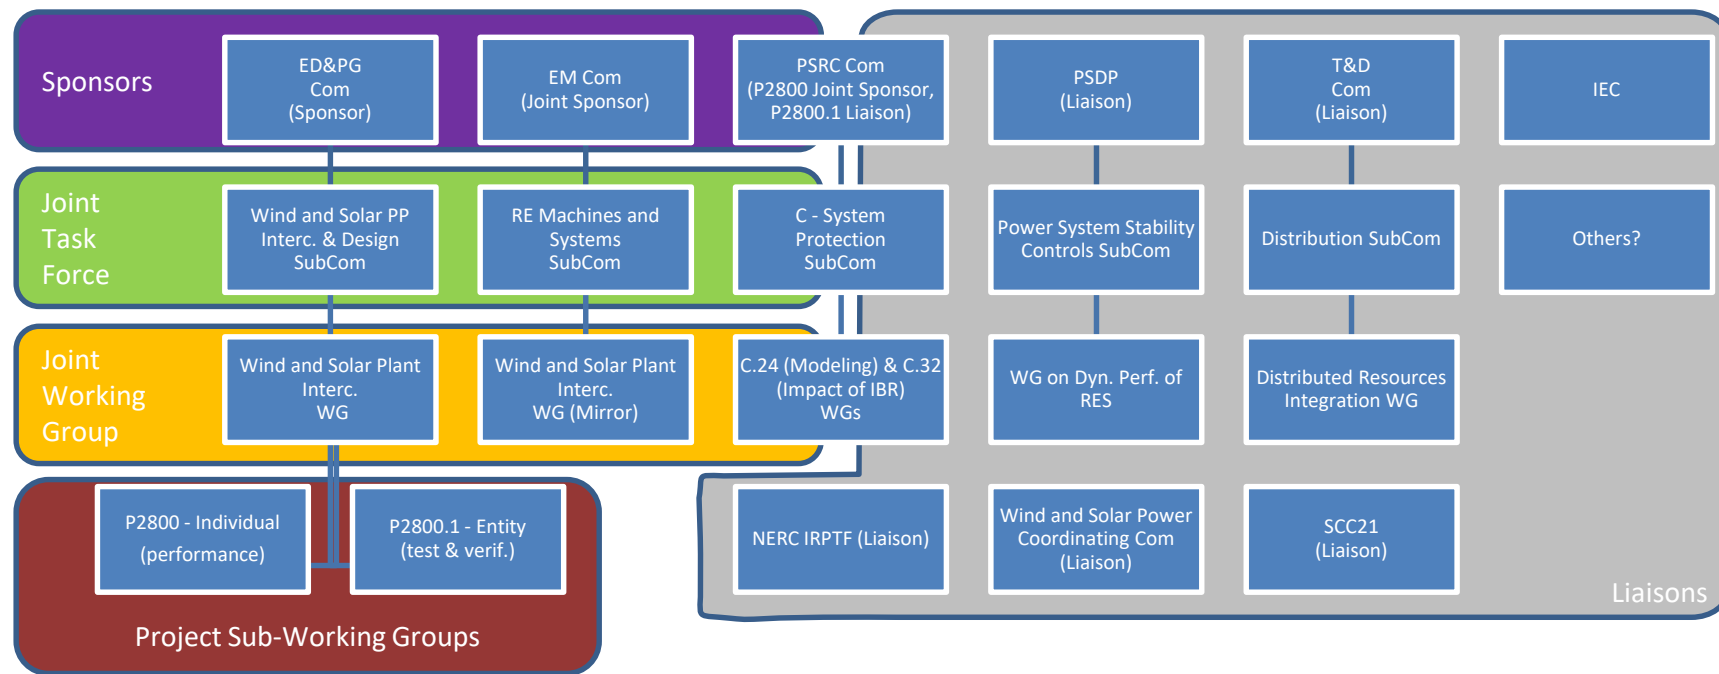 Sponsors
ED&PG
Com
(Sponsor)
EM Com
(Joint Sponsor)
PSRC Com
(P2800 Joint Sponsor,
P2800.1 Liaison)
PSDP
(Liaison)
T&D
Com
(Liaison)
IEC
Joint
Task
Force
Wind and Solar PP
Interc. & Design
SubCom
RE Machines and
Systems
SubCom
C - System
Protection
SubCom
Power System Stability
Controls SubCom
Distribution SubCom
Others?
Joint
Working
Group
Wind and Solar Plant
Interc.
WG
Wind and Solar Plant
Interc.
WG (Mirror)
C.24 (Modeling) & C.32
(Impact of IBR)
WGs
WG on Dyn. Perf. of
RES
Distributed Resources
Integration WG
P2800 - Individual
(performance)
P2800.1 - Entity
(test & verif.)
NERC IRPTF (Liaison)
Wind and Solar Power
Coordinating Com
(Liaison)
SCC21
(Liaison)
Liaisons
Project Sub-Working Groups